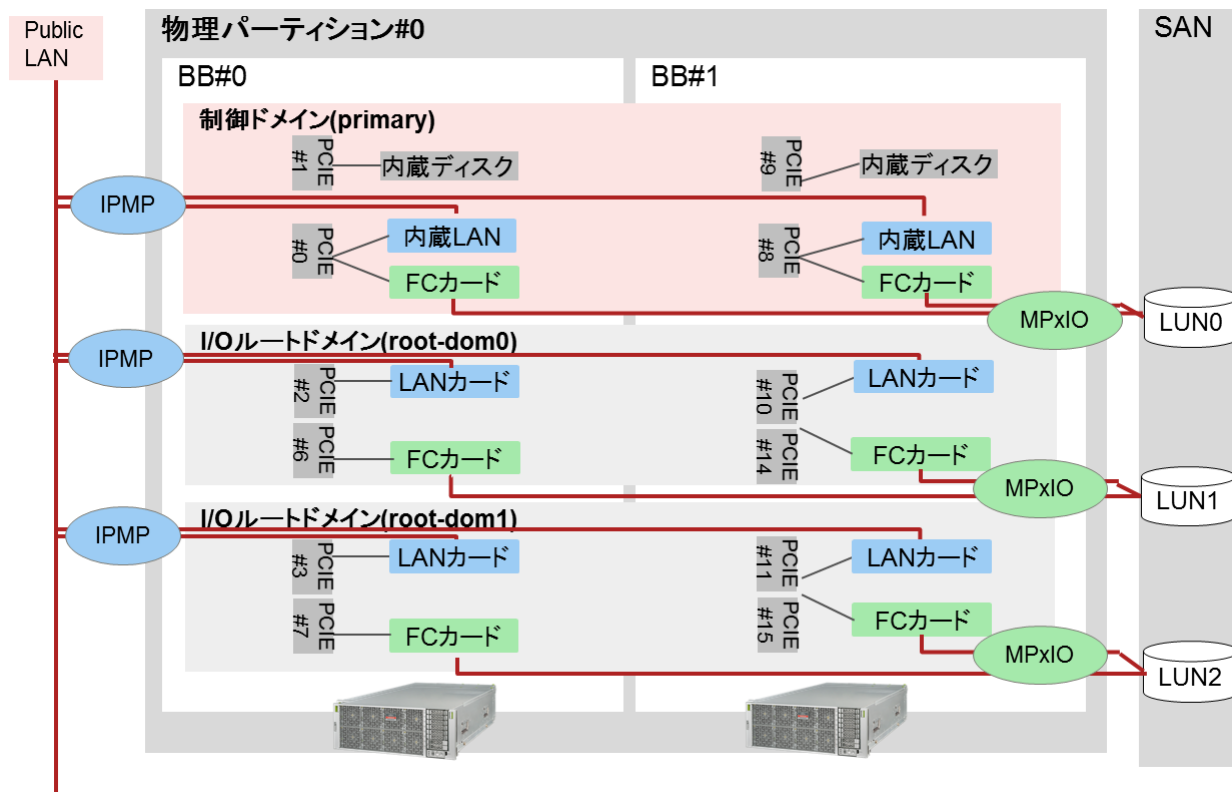 Public
LAN
物理パーティション#0
SAN
BB#0
BB#1
制御ドメイン(primary)
PCIE
#1
内蔵ディスク
PCIE
#9
内蔵ディスク
IPMP
PCIE
#0
内蔵LAN
FCカード
PCIE
#8
内蔵LAN
FCカード
MPxIO
LUN0
IPMP
I/Oルートドメイン(root-dom0)
PCIE
#2
LANカード
PCIE
#10
LANカード
PCIE
#6
FCカード
PCIE
#14
FCカード
MPxIO
LUN1
IPMP
I/Oルートドメイン(root-dom1)
PCIE
#3
LANカード
PCIE
#11
LANカード
PCIE
#7
FCカード
PCIE
#15
FCカード
MPxIO
LUN2